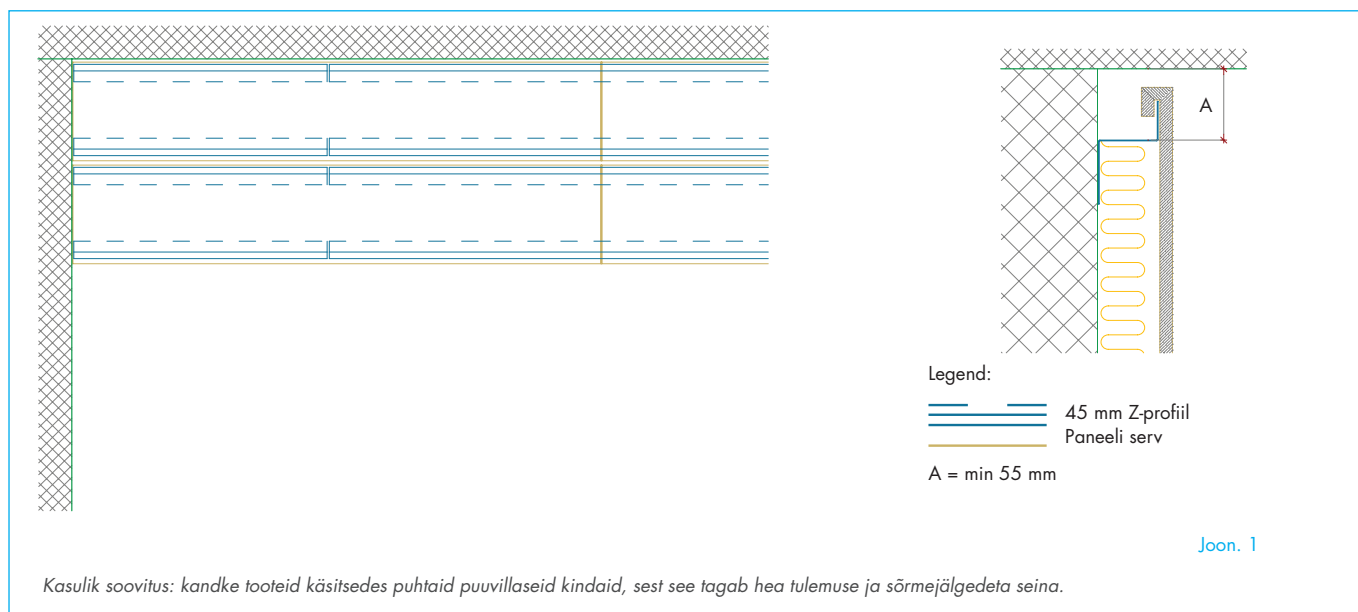 A
Legend:
45 mm Z-profiil
Paneeli serv
A = min 55 mm
Joon. 1
Kasulik soovitus: kandke tooteid käsitsedes puhtaid puuvillaseid kindaid, sest see tagab hea tulemuse ja sõrmejälgedeta seina.